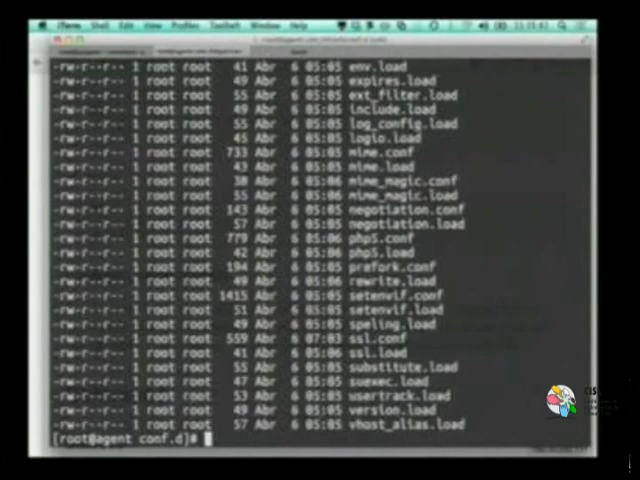 iTerm Shell Edit View Profiles Toolbelt Window Help
-rw-r--r-- 1 root root 41 Abr 6 05:05 env.load
-rw-r--r-- 1 root root 49 Abr 6 05:05 expires.load
-rw-r--r-- 1 root root 55 Abr 6 05:05 ext_filter.load
-rw-r--r-- 1 root root 49 Abr 6 05:05 include.load
-rw-r--r-- 1 root root 55 Abr 6 05:05 log_config.load
-rw-r--r-- 1 root root 45 Abr 6 05:05 logio.load
-rw-r--r-- 1 root root 733 Abr 6 05:05 mime.conf
-rw-r--r-- 1 root root 43 Abr 6 05:05 mime.load
-rw-r--r-- 1 root root 38 Abr 6 05:06 mime_magic.conf
-rw-r--r-- 1 root root 55 Abr 6 05:06 mime_magic.load
-rw-r--r-- 1 root root 143 Abr 6 05:05 negotiation.conf
-rw-r--r-- 1 root root 57 Abr 6 05:05 negotiation.load
-rw-r--r-- 1 root root 779 Abr 6 05:06 php5.conf
-rw-r--r-- 1 root root 42 Abr 6 05:06 php5.load
-rw-r--r-- 1 root root 194 Abr 6 05:05 prefork.conf
-rw-r--r-- 1 root root 49 Abr 6 05:06 rewrite.load
-rw-r--r-- 1 root root 1415 Abr 6 05:05 setenvif.conf
-rw-r--r-- 1 root root 51 Abr 6 05:05 setenvif.load
-rw-r--r-- 1 root root 49 Abr 6 05:05 speling.load
-rw-r--r-- 1 root root 559 Abr 6 07:03 ssl.conf
-rw-r--r-- 1 root root 41 Abr 6 05:06 ssl.load
-rw-r--r-- 1 root root 55 Abr 6 05:05 substitute.load
-rw-r--r-- 1 root root 47 Abr 6 05:05 suexec.load
-rw-r--r-- 1 root root 53 Abr 6 05:05 usertrack.load
-rw-r--r-- 1 root root 49 Abr 6 05:05 version.load
-rw-r--r-- 1 root root 57 Abr 6 05:05 vhost_alias.load
[root@agent conf.d]#